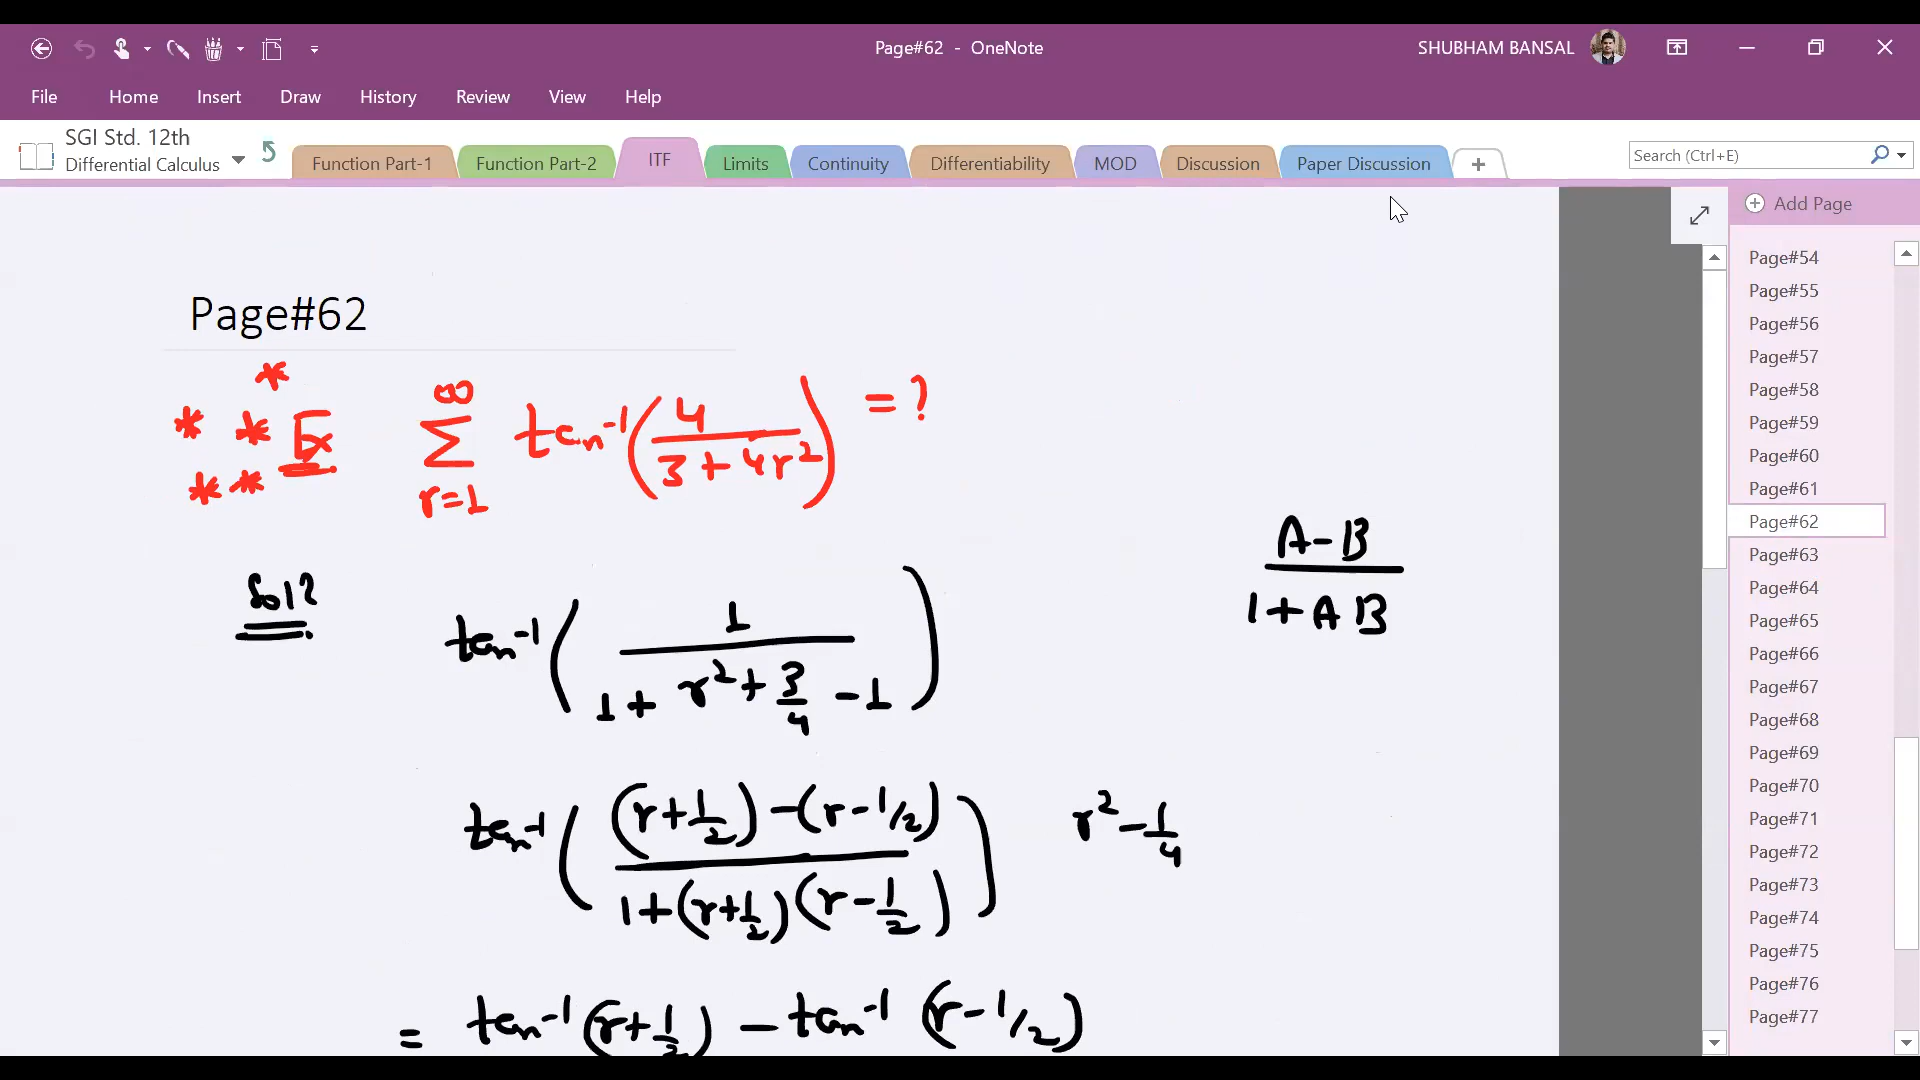 Page#62 - OneNote
SHUBHAM BANSAL
File Home Insert Draw History Review View Help
SGI Std. 12th
Differential Calculus
Function Part-1 Function Part-2 ITF Limits Continuity Differentiability MOD Discussion Paper Discussion +
Search (Ctrl+E)
Add Page
Page#54
Page#55
Page#56
Page#57
Page#58
Page#59
Page#60
Page#61
Page#62
Page#63
Page#64
Page#65
Page#66
Page#67
Page#68
Page#69
Page#70
Page#71
Page#72
Page#73
Page#74
Page#75
Page#76
Page#77
Page#62
* * * * * Ex ∑_{r=1}^{∞} tan⁻¹(4/(3+4r²)) = ?
A-B
1+AB
Solⁿ tan⁻¹(1/(1+r²+3/4-1))
tan⁻¹(((r+1/2)-(r-1/2))/(1+(r+1/2)(r-1/2))) r²-1/4
= tan⁻¹(r+1/2) - tan⁻¹(r-1/2)